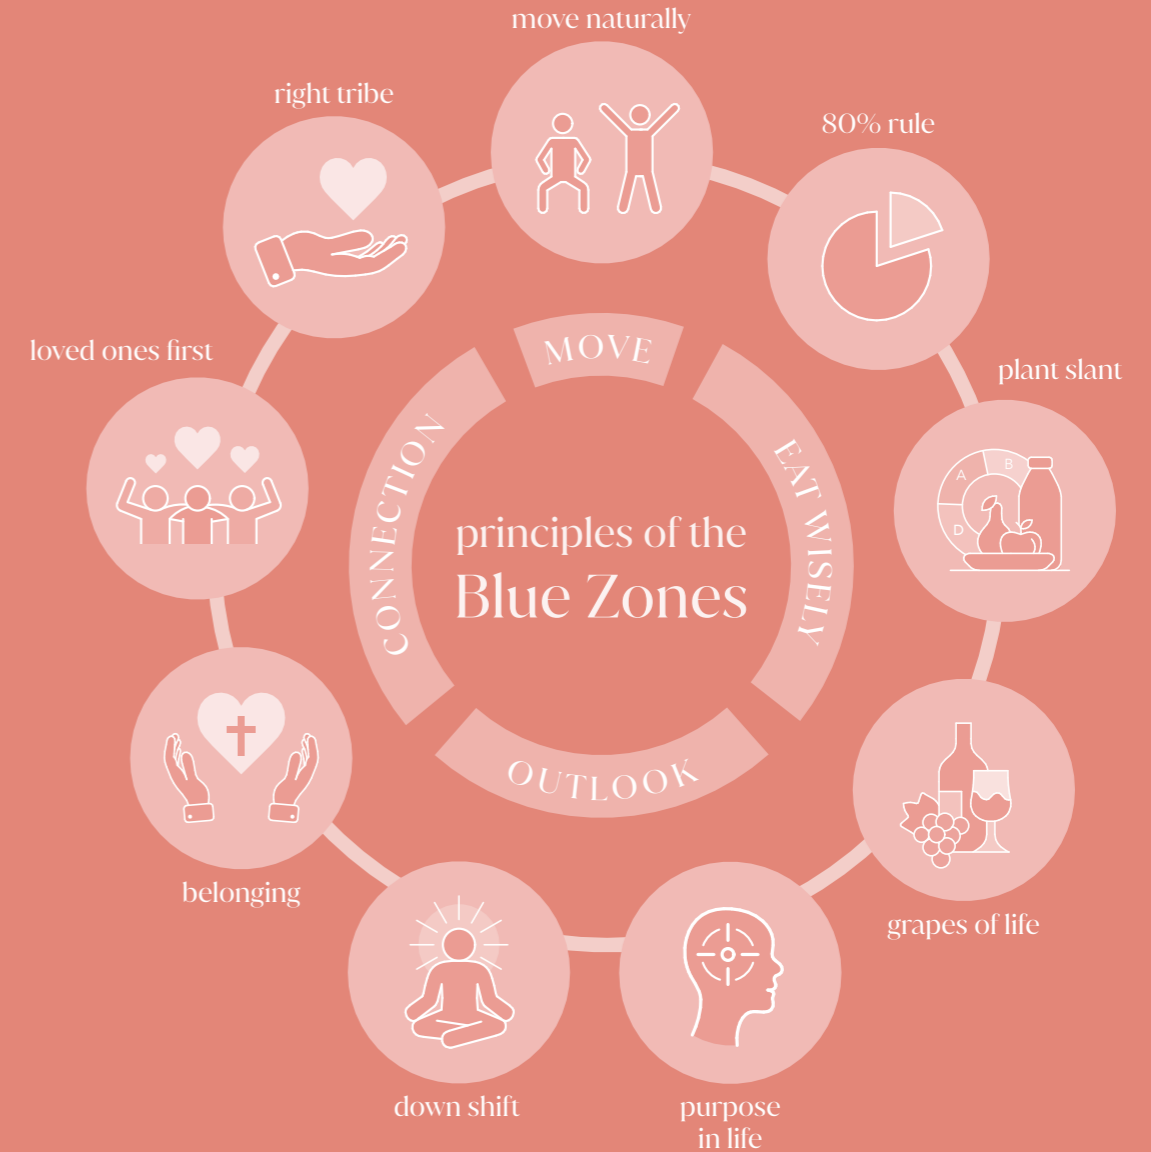 move naturally
right tribe
80% rule
loved ones first
plant slant
MOVE
CONNECTION
EAT WISELY
OUTLOOK
principles of the
Blue Zones
A
B
D
belonging
grapes of life
down shift
purpose
in life